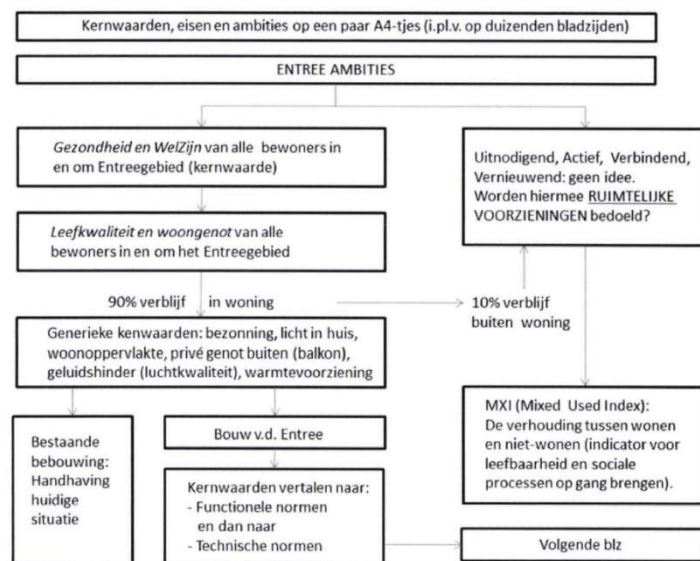 Kernwaarden, eisen en ambities op een paar A4-tjes (i.pl.v. op duizenden bladzijden)
ENTREE AMBITIES
Gezondheid en WelZijn van alle bewoners in
en om Entreegebied (kernwaarde)
Uitnodigend, Actief, Verbindend,
Vernieuwend: geen idee.
Worden hiermee RUIMTELIJKE
VOORZIENINGEN bedoeld?
Leefkwaliteit en woongenot van alle
bewoners in en om het Entreegebied
90% verblijf in woning
10% verblijf
buiten woning
Generieke kenwaarden: bezonning, licht in huis,
woonoppervlakte, privé genot buiten (balkon),
geluidshinder (luchtkwaliteit), warmtevoorziening
MXI (Mixed Used Index):
De verhouding tussen wonen
en niet-wonen (indicator voor
leefbaarheid en sociale
processen op gang brengen).
Bestaande
bebouwing:
Handhaving
huidige
situatie
Bouw v.d. Entree
Kernwaarden vertalen naar:
- Functionele normen
en dan naar
- Technische normen
Volgende blz